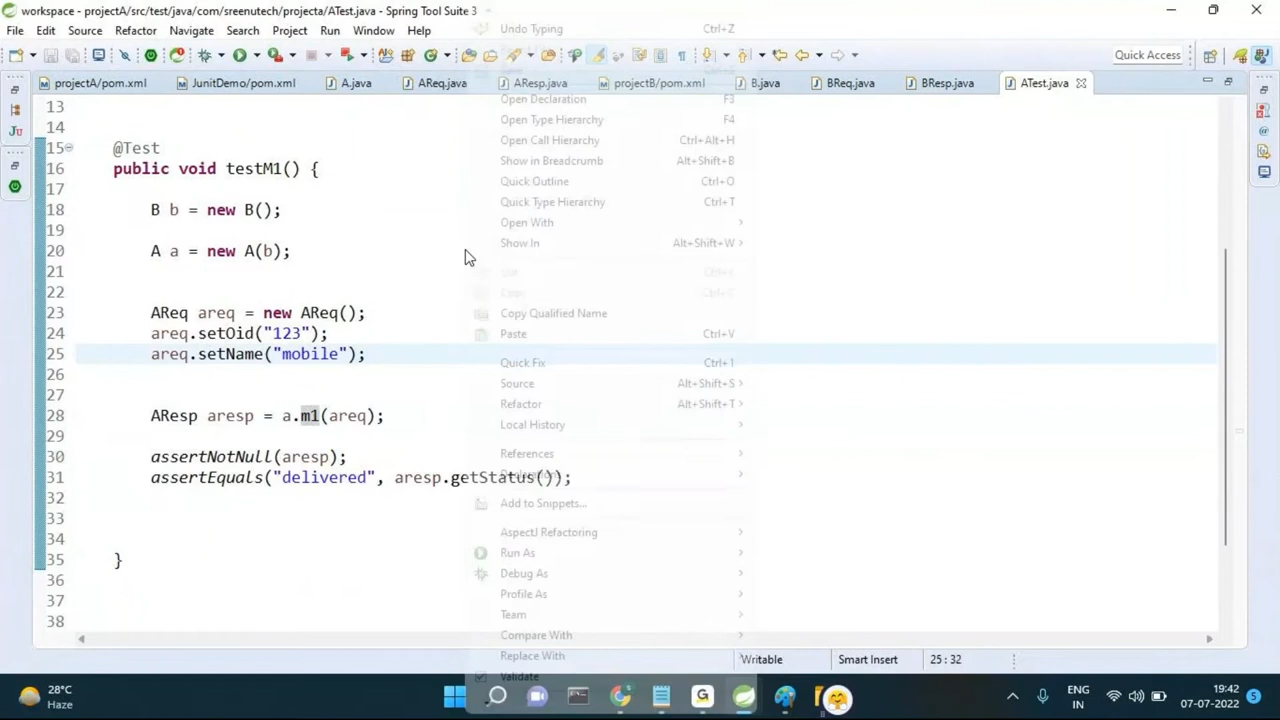 workspace - projectA/src/test/java/com/sreenutech/projecta/ATest.java - Spring Tool Suite 3
File Edit Source Refactor Navigate Search Project Run Window Help
Quick Access
projectA/pom.xml JunitDemo/pom.xml A.java AReq.java AResp.java projectB/pom.xml B.java BReq.java BResp.java ATest.java
13
14
15 @Test
16 public void testM1() {
17
18 B b = new B();
19
20 A a = new A(b);
21
22
23 AReq areq = new AReq();
24 areq.setOid("123");
25 areq.setName("mobile");
26
27
28 AResp aresp = a.m1(areq);
29
30 assertNotNull(aresp);
31 assertEquals("delivered", aresp.getStatus());
32
33
34
35 }
36
37
38
Undo Typing Ctrl+Z
Open Declaration F3
Open Type Hierarchy F4
Open Call Hierarchy Ctrl+Alt+H
Show in Breadcrumb Alt+Shift+B
Quick Outline Ctrl+O
Quick Type Hierarchy Ctrl+T
Open With
Show In Alt+Shift+W
Copy Qualified Name
Paste Ctrl+V
Quick Fix Ctrl+1
Source Alt+Shift+S
Refactor Alt+Shift+T
Local History
References
Add to Snippets...
AspectJ Refactoring
Run As
Debug As
Profile As
Team
Compare With
Replace With
Validate
Writable Smart Insert 25 : 32
28°C
Haze
ENG
IN
19:42
07-07-2022